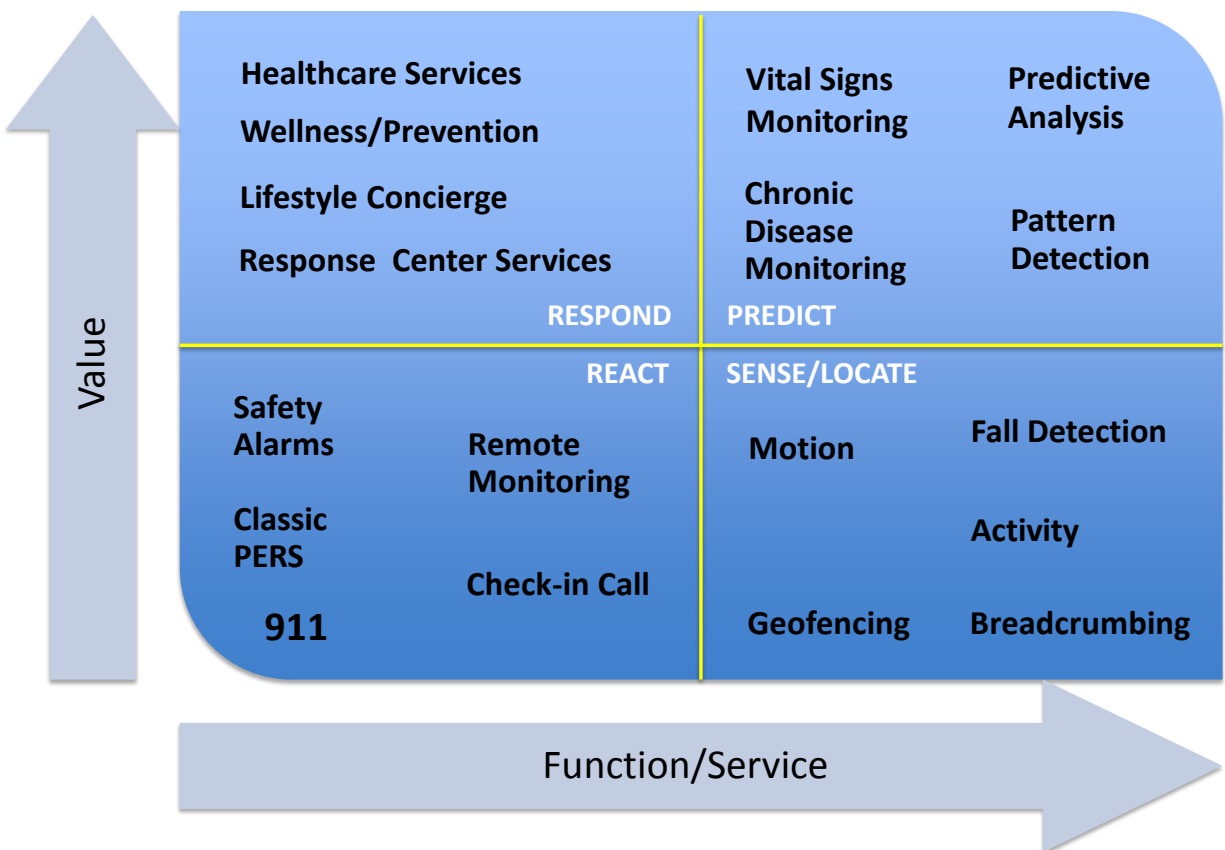 Healthcare Services
Wellness/Prevention
Lifestyle Concierge
Response Center Services
RESPOND
Vital Signs
Monitoring
Predictive
Analysis
Chronic
Disease
Monitoring
Pattern
Detection
PREDICT
Value
REACT
Safety
Alarms
Remote
Monitoring
Classic
PERS
Check-in Call
911
SENSE/LOCATE
Motion
Fall Detection
Activity
Geofencing
Breadcrumbing
Function/Service